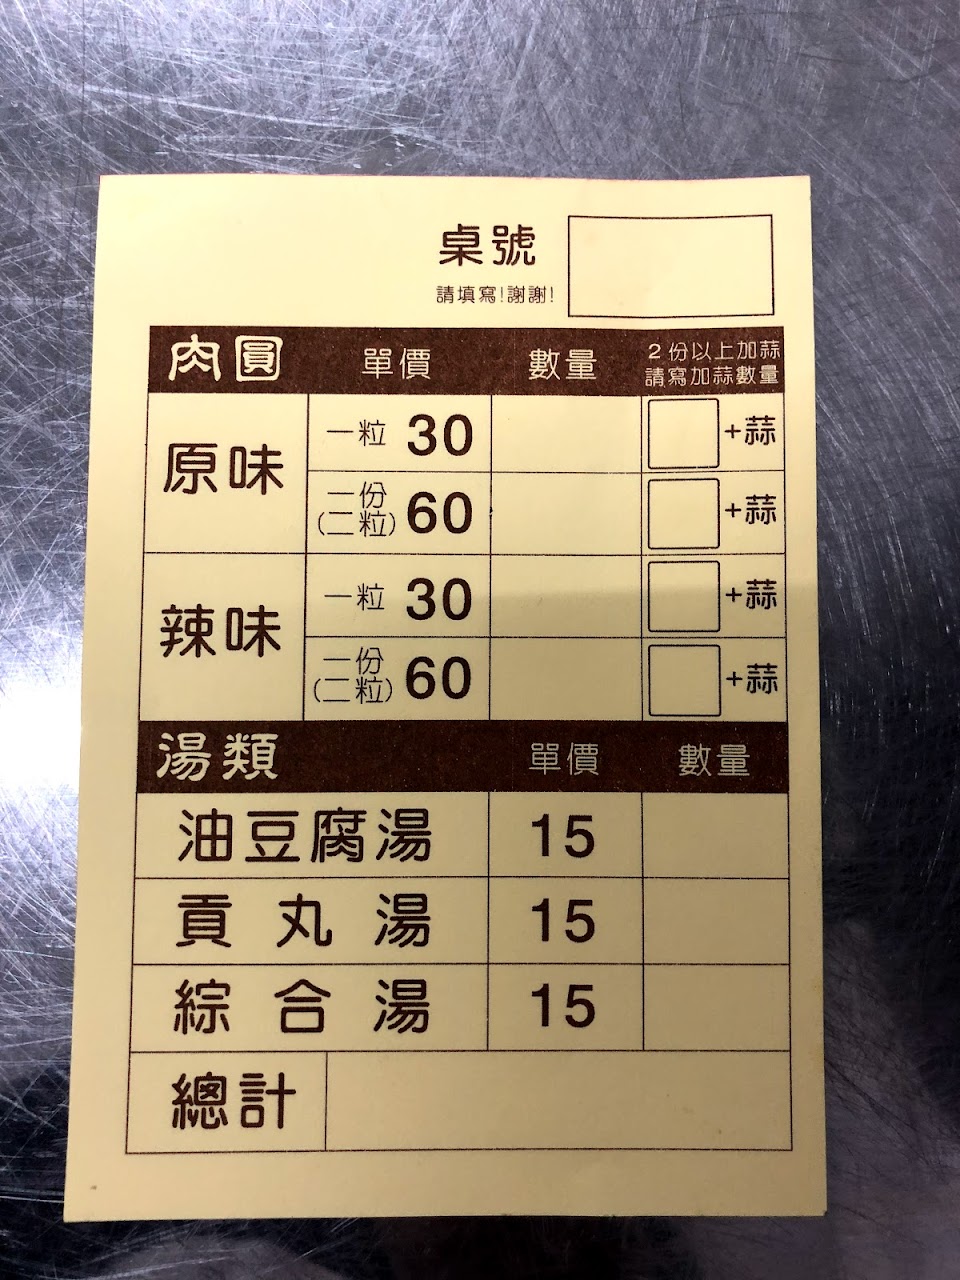 桌號
請填寫!謝謝!
肉圓 單價 數量 2份以上加蒜
請寫加蒜數量
原味
一粒 30 +蒜
一份
(二粒) 60 +蒜
辣味
一粒 30 +蒜
一份
(二粒) 60 +蒜
湯類 單價 數量
油豆腐湯 15
貢丸湯 15
綜合湯 15
總計